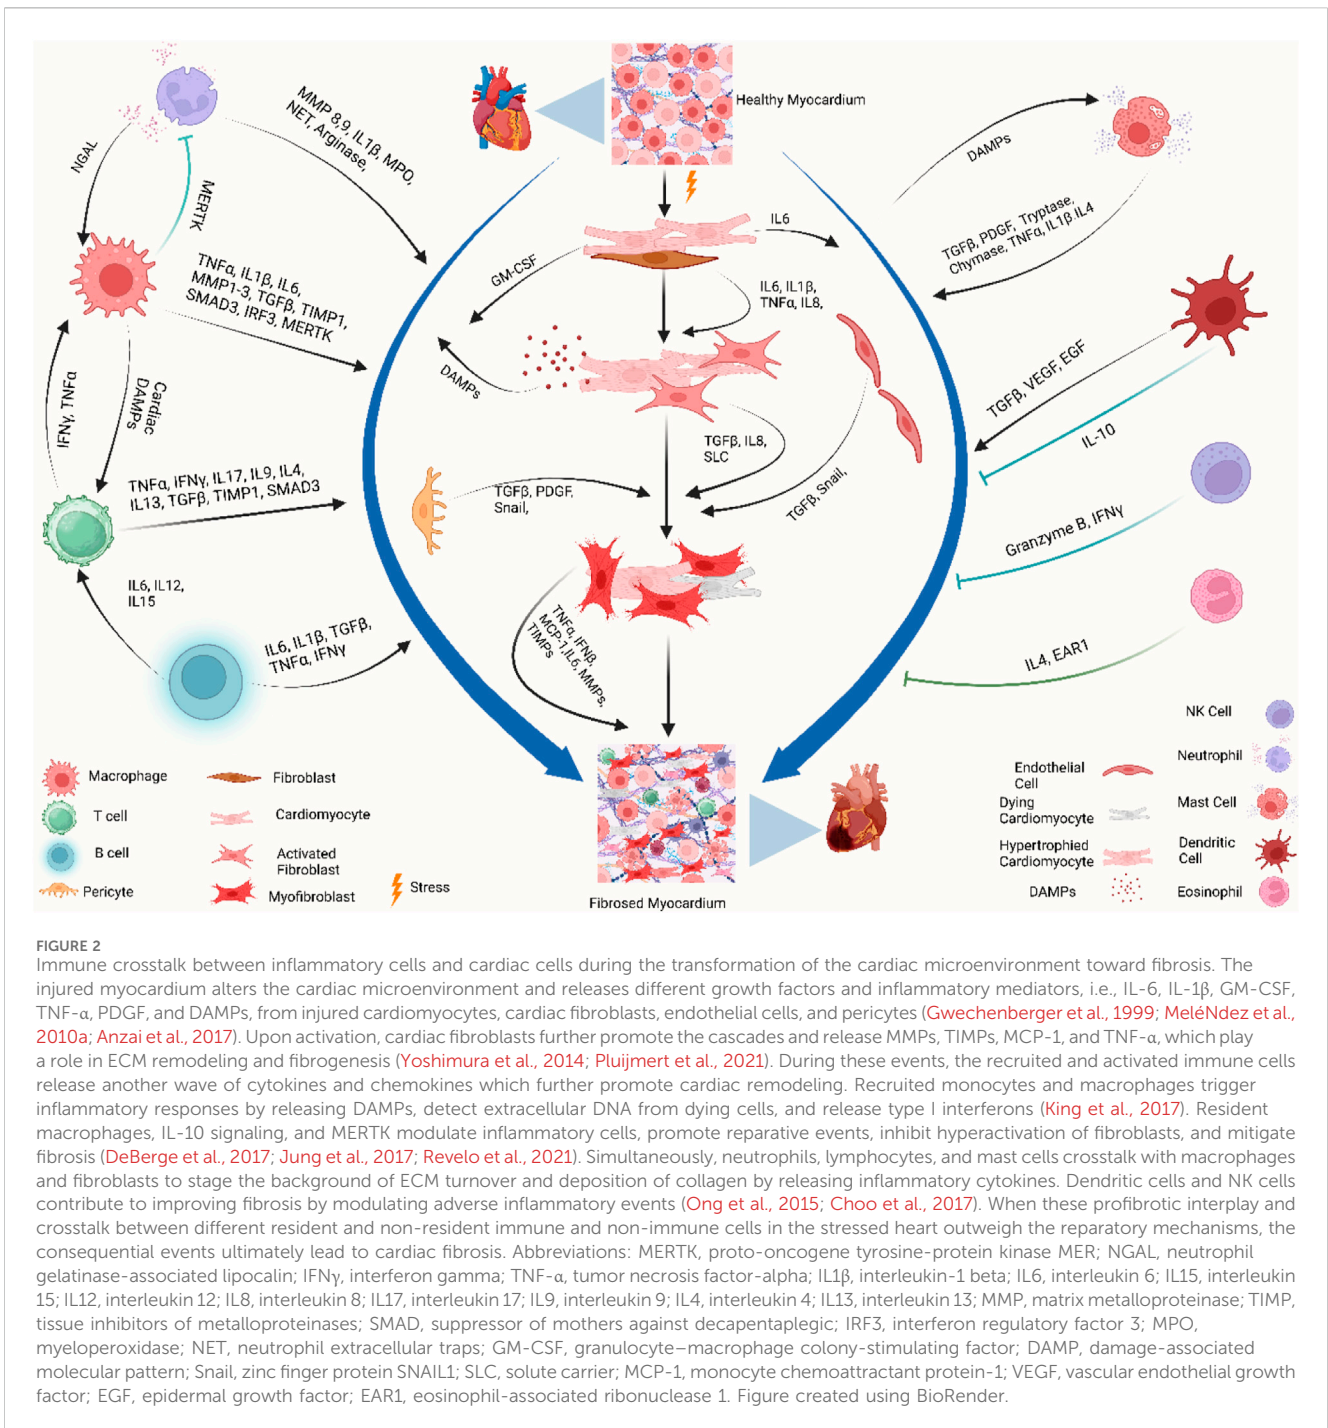 Healthy Myocardium
NGAL
MERTK
MMP 8,9, IL1β, MPO,
NET, Arginase,
TNFα, IL1β, IL6,
MMP1-3, TGFβ, TIMP1,
SMAD3, IRF3, MERTK
IFNγ, TNFα
Cardiac
DAMPs
TNFα, IFNγ, IL17, IL9, IL4,
IL13, TGFβ, TIMP1, SMAD3
IL6, IL12,
IL15
IL6, IL1β, TGFβ,
TNFα, IFNγ
IL6
GM-CSF
IL6, IL1β,
TNFα, IL8,
DAMPs
TGFβ, IL8,
SLC
TGFβ, PDGF,
Snail,
TGFβ, Snail,
TNFα, IFNβ,
MCP-1,IL6, MMPs,
TIMPs
DAMPs
TGFβ, PDGF, Tryptase,
Chymase, TNFα, IL1β.IL4
TGFβ, VEGF, EGF
IL-10
Granzyme B, IFNγ
IL4, EAR1
Fibrosed Myocardium
Macrophage
T cell
B cell
Pericyte
Fibroblast
Cardiomyocyte
Activated
Fibroblast
Myofibroblast
Stress
Endothelial
Cell
Dying
Cardiomyocyte
Hypertrophied
Cardiomyocyte
DAMPs
NK Cell
Neutrophil
Mast Cell
Dendritic
Cell
Eosinophil
FIGURE 2
Immune crosstalk between inflammatory cells and cardiac cells during the transformation of the cardiac microenvironment toward fibrosis. The
injured myocardium alters the cardiac microenvironment and releases different growth factors and inflammatory mediators, i.e., IL-6, IL-1β, GM-CSF,
TNF-α, PDGF, and DAMPs, from injured cardiomyocytes, cardiac fibroblasts, endothelial cells, and pericytes (Gwechenberger et al., 1999; MeléNdez et al.,
2010a; Anzai et al., 2017). Upon activation, cardiac fibroblasts further promote the cascades and release MMPs, TIMPs, MCP-1, and TNF-α, which play
a role in ECM remodeling and fibrogenesis (Yoshimura et al., 2014; Pluijmert et al., 2021). During these events, the recruited and activated immune cells
release another wave of cytokines and chemokines which further promote cardiac remodeling. Recruited monocytes and macrophages trigger
inflammatory responses by releasing DAMPs, detect extracellular DNA from dying cells, and release type I interferons (King et al., 2017). Resident
macrophages, IL-10 signaling, and MERTK modulate inflammatory cells, promote reparative events, inhibit hyperactivation of fibroblasts, and mitigate
fibrosis (DeBerge et al., 2017; Jung et al., 2017; Revelo et al., 2021). Simultaneously, neutrophils, lymphocytes, and mast cells crosstalk with macrophages
and fibroblasts to stage the background of ECM turnover and deposition of collagen by releasing inflammatory cytokines. Dendritic cells and NK cells
contribute to improving fibrosis by modulating adverse inflammatory events (Ong et al., 2015; Choo et al., 2017). When these profibrotic interplay and
crosstalk between different resident and non-resident immune and non-immune cells in the stressed heart outweigh the reparatory mechanisms, the
consequential events ultimately lead to cardiac fibrosis. Abbreviations: MERTK, proto-oncogene tyrosine-protein kinase MER; NGAL, neutrophil
gelatinase-associated lipocalin; IFNγ, interferon gamma; TNF-α, tumor necrosis factor-alpha; IL1β, interleukin-1 beta; IL6, interleukin 6; IL15, interleukin
15; IL12, interleukin 12; IL8, interleukin 8; IL17, interleukin 17; IL9, interleukin 9; IL4, interleukin 4; IL13, interleukin 13; MMP, matrix metalloproteinase; TIMP,
tissue inhibitors of metalloproteinases; SMAD, suppressor of mothers against decapentaplegic; IRF3, interferon regulatory factor 3; MPO,
myeloperoxidase; NET, neutrophil extracellular traps; GM-CSF, granulocyte–macrophage colony-stimulating factor; DAMP, damage-associated
molecular pattern; Snail, zinc finger protein SNAIL1; SLC, solute carrier; MCP-1, monocyte chemoattractant protein-1; VEGF, vascular endothelial growth
factor; EGF, epidermal growth factor; EAR1, eosinophil-associated ribonuclease 1. Figure created using BioRender.